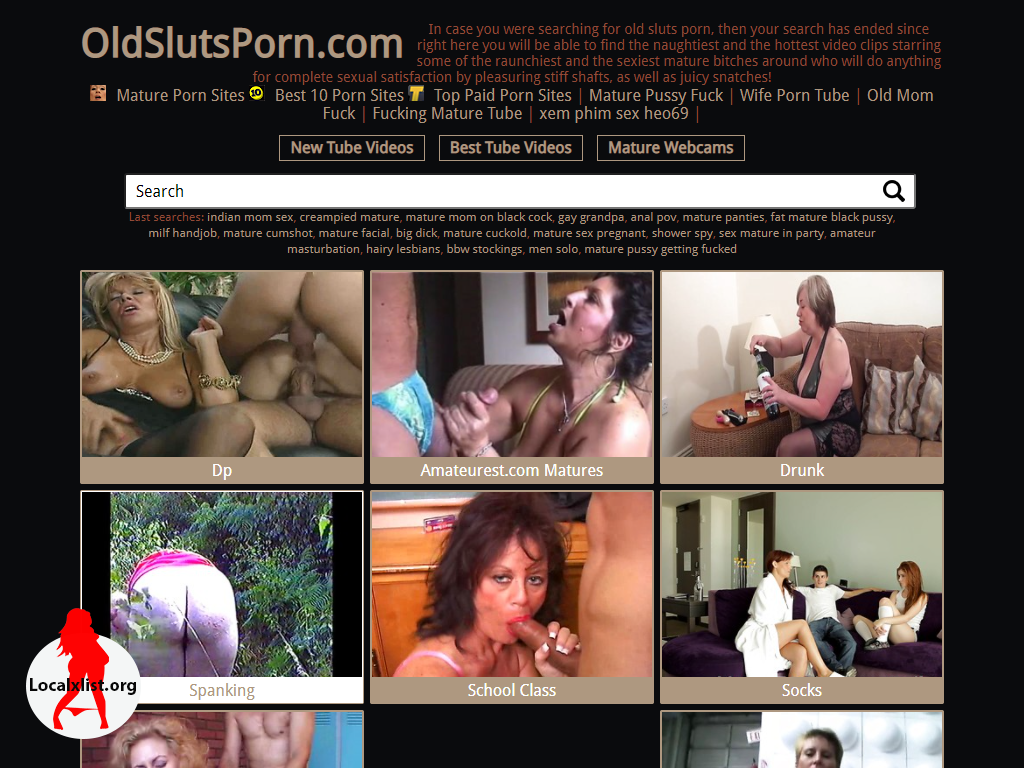 OldSlutsPorn.com
In case you were searching for old sluts porn, then your search has ended since
right here you will be able to find the naughtiest and the hottest video clips starring
some of the raunchiest and the sexiest mature bitches around who will do anything
for complete sexual satisfaction by pleasuring stiff shafts, as well as juicy snatches!
Mature Porn Sites 10 Best 10 Porn Sites T Top Paid Porn Sites | Mature Pussy Fuck | Wife Porn Tube | Old Mom
Fuck | Fucking Mature Tube | xem phim sex heo69 |
New Tube Videos Best Tube Videos Mature Webcams
Search
Last searches: indian mom sex, creampied mature, mature mom on black cock, gay grandpa, anal pov, mature panties, fat mature black pussy,
milf handjob, mature cumshot, mature facial, big dick, mature cuckold, mature sex pregnant, shower spy, sex mature in party, amateur
masturbation, hairy lesbians, bbw stockings, men solo, mature pussy getting fucked
Dp
Amateurest.com Matures
Drunk
Spanking
School Class
Socks
Localxlist.org